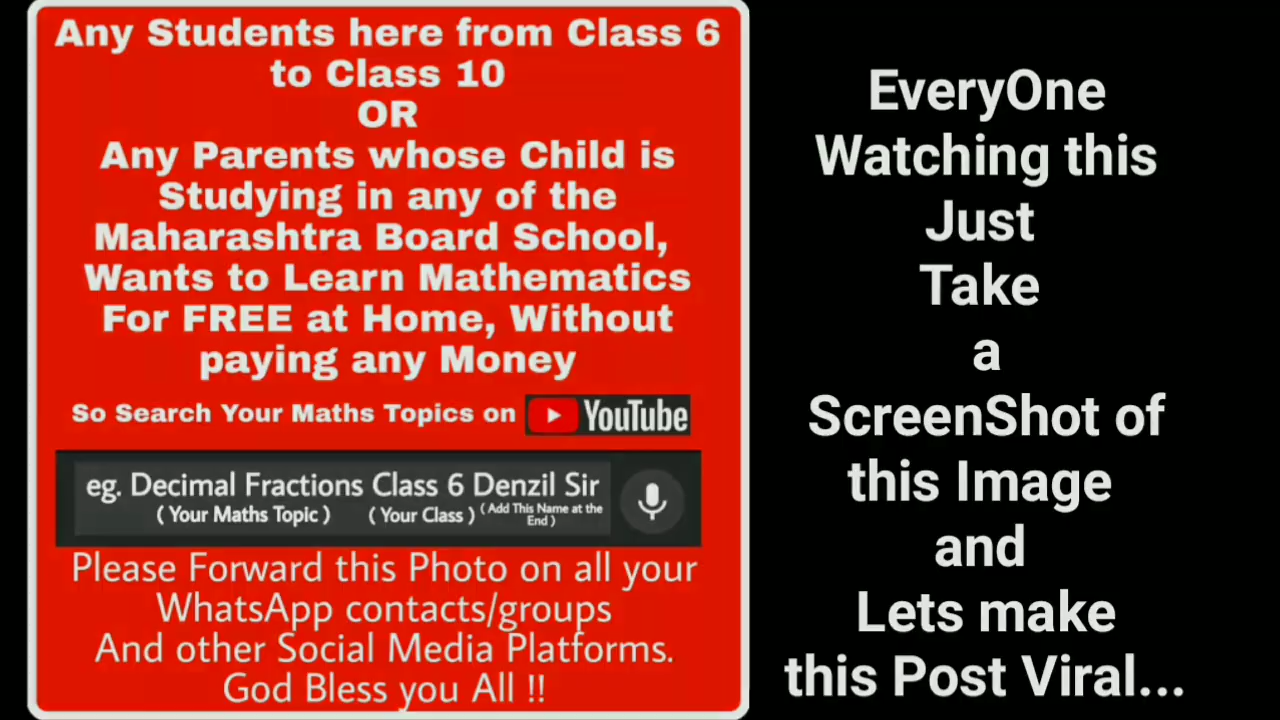 Any Students here from Class 6
to Class 10
OR
Any Parents whose Child is
Studying in any of the
Maharashtra Board School,
Wants to Learn Mathematics
For FREE at Home, Without
paying any Money
So Search Your Maths Topics on YouTube
eg. Decimal Fractions Class 6 Denzil Sir
( Your Maths Topic ) ( Your Class ) ( Add This Name at the
End )
Please Forward this Photo on all your
WhatsApp contacts/groups
And other Social Media Platforms.
God Bless you All !!
EveryOne
Watching this
Just
Take
a
ScreenShot of
this Image
and
Lets make
this Post Viral...